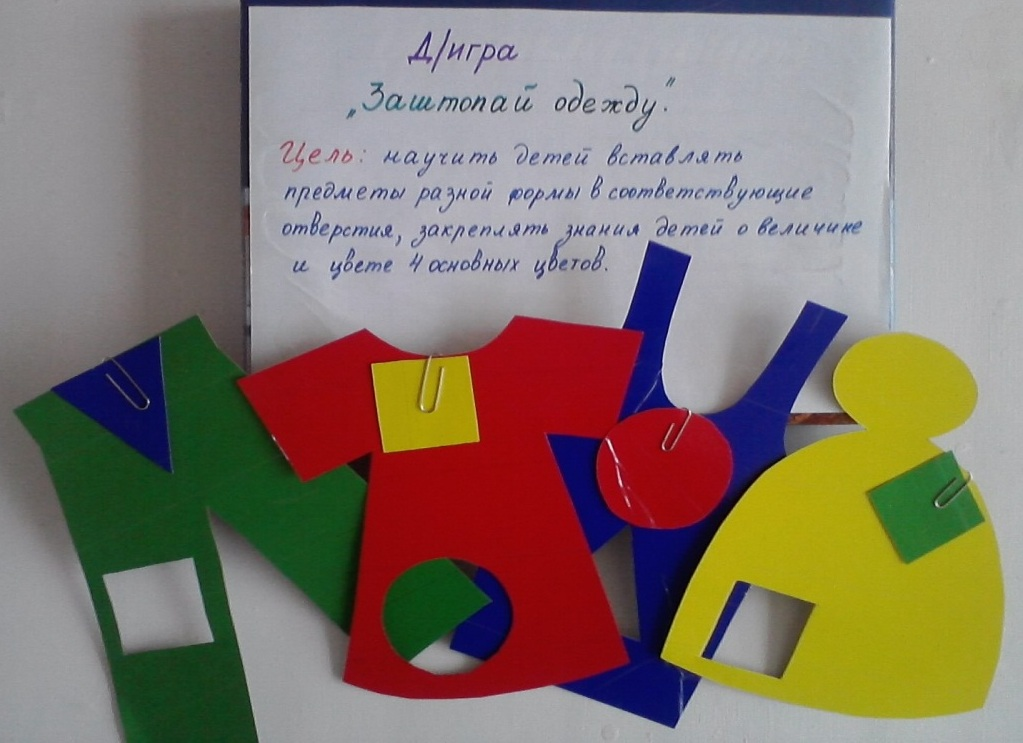 Д/игра
„Заштопай одежду".
Цель: научить детей вставлять
предметы разной формы в соответствующие
отверстия, закреплять знания детей о величине
и цвете 4 основных цветов.